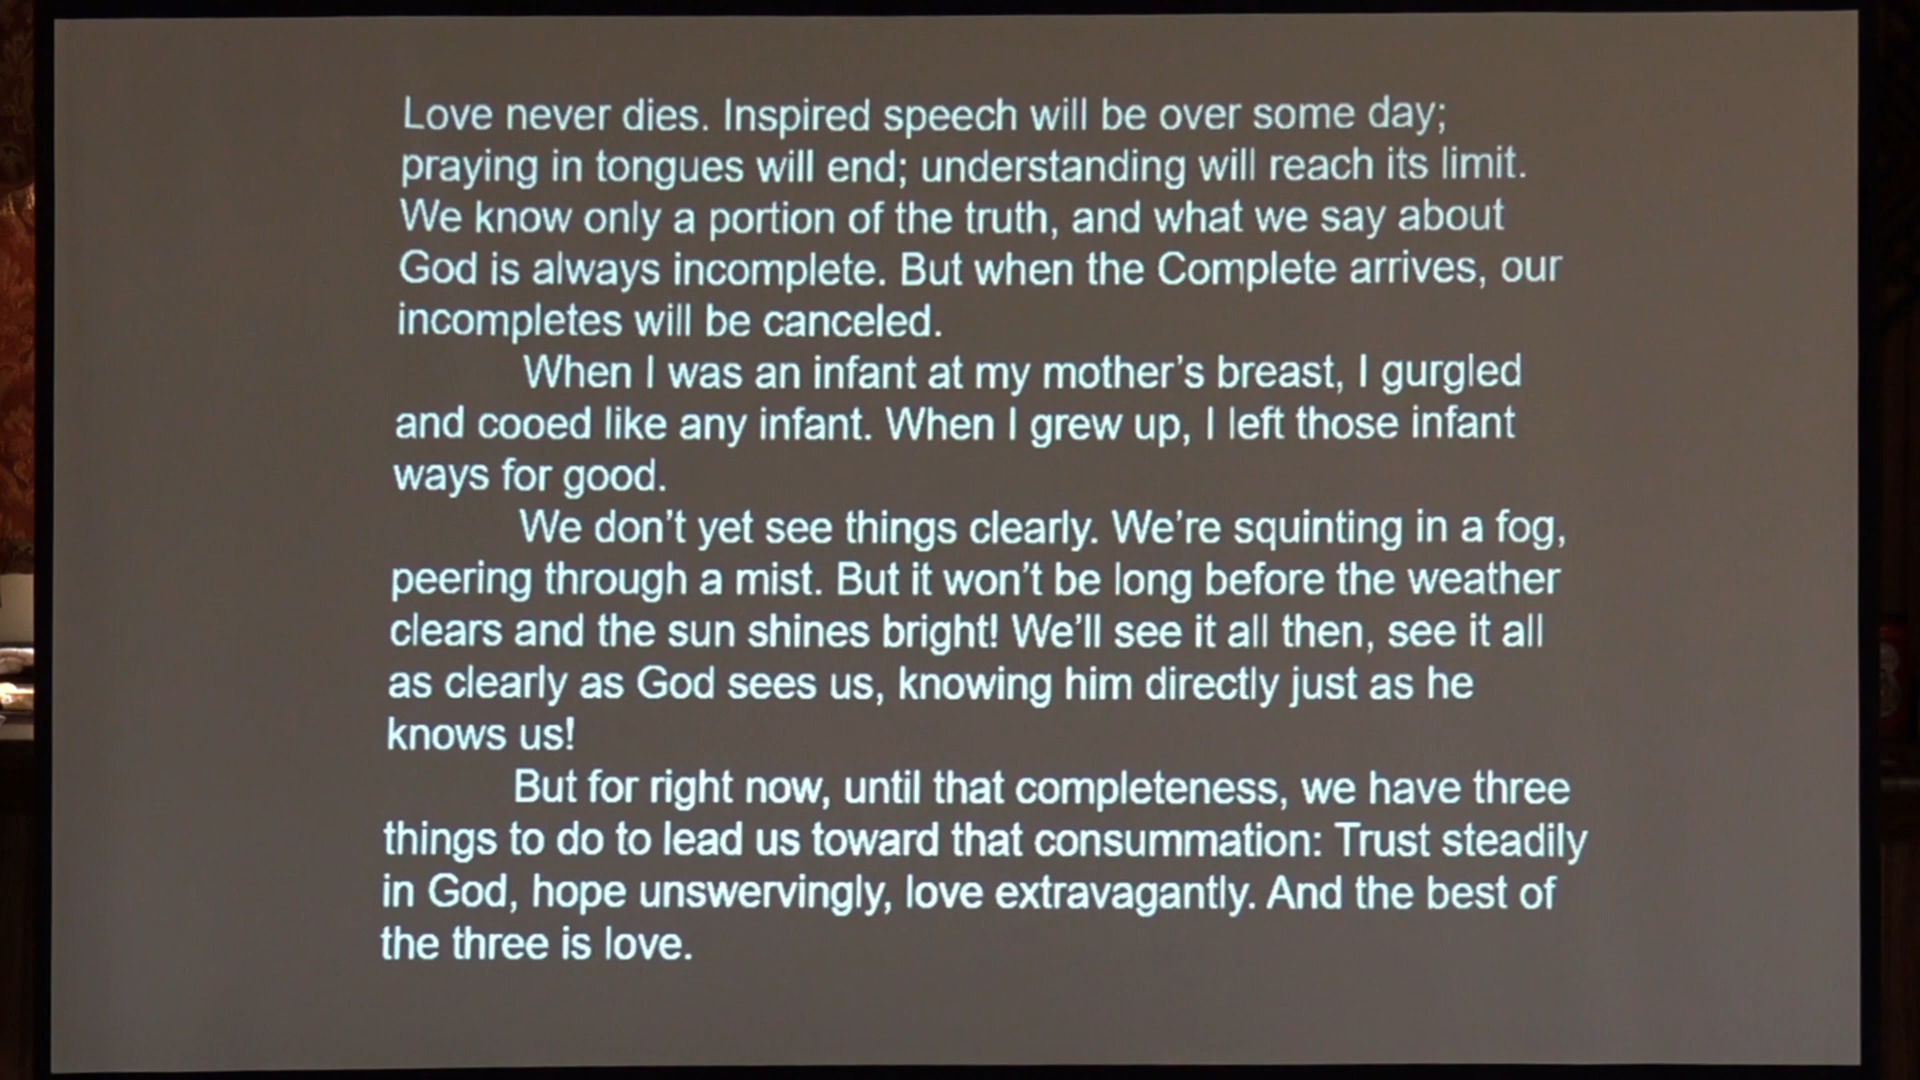 Love never dies. Inspired speech will be over some day;
praying in tongues will end; understanding will reach its limit.
We know only a portion of the truth, and what we say about
God is always incomplete. But when the Complete arrives, our
incompletes will be canceled.
When I was an infant at my mother’s breast, I gurgled
and cooed like any infant. When I grew up, I left those infant
ways for good.
We don’t yet see things clearly. We’re squinting in a fog,
peering through a mist. But it won’t be long before the weather
clears and the sun shines bright! We’ll see it all then, see it all
as clearly as God sees us, knowing him directly just as he
knows us!
But for right now, until that completeness, we have three
things to do to lead us toward that consummation: Trust steadily
in God, hope unswervingly, love extravagantly. And the best of
the three is love.